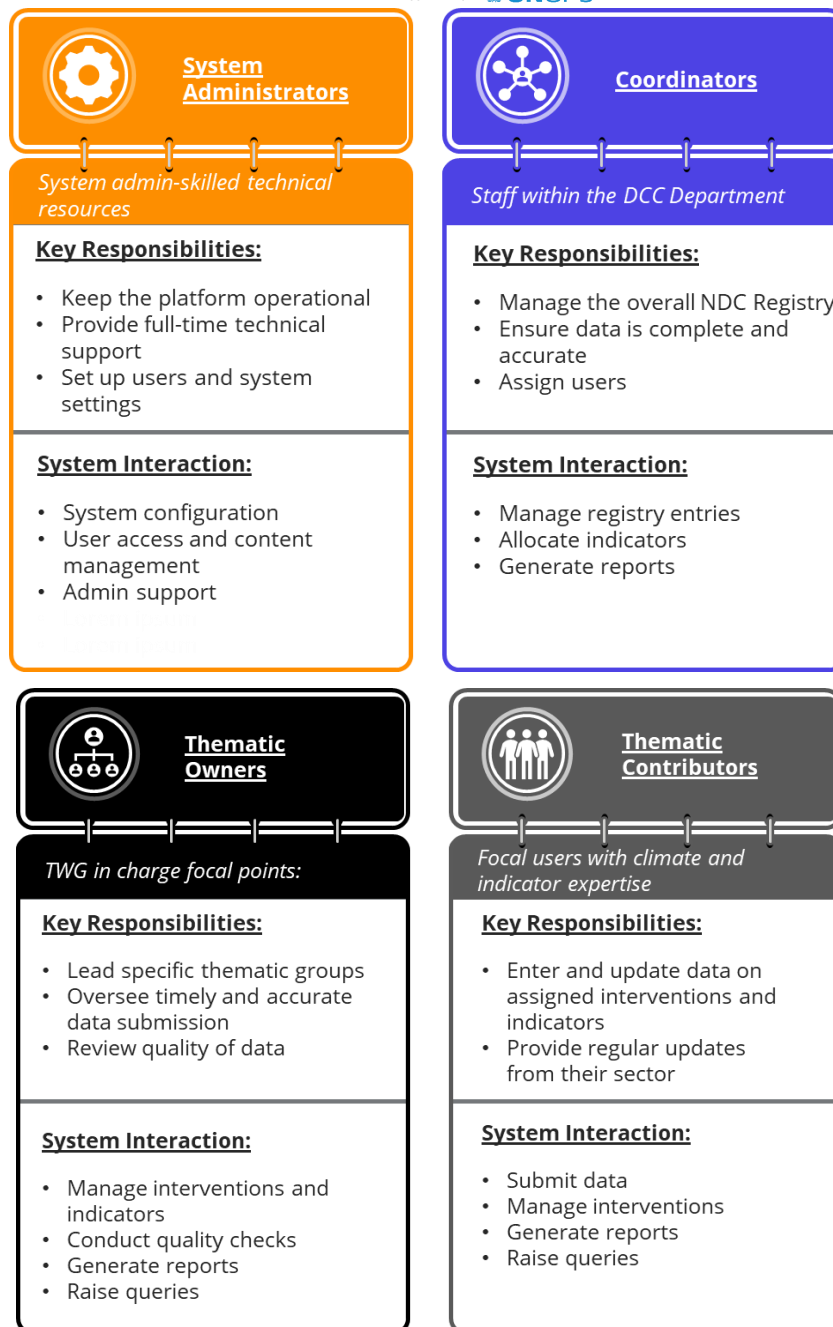 System
Administrators
System admin-skilled technical
resources
Key Responsibilities:
• Keep the platform operational
• Provide full-time technical
support
• Set up users and system
settings
System Interaction:
• System configuration
• User access and content
management
• Admin support
Coordinators
Staff within the DCC Department
Key Responsibilities:
• Manage the overall NDC Registry
• Ensure data is complete and
accurate
• Assign users
System Interaction:
• Manage registry entries
• Allocate indicators
• Generate reports
Thematic
Owners
TWG in charge focal points:
Key Responsibilities:
• Lead specific thematic groups
• Oversee timely and accurate
data submission
• Review quality of data
System Interaction:
• Manage interventions and
indicators
• Conduct quality checks
• Generate reports
• Raise queries
Thematic
Contributors
Focal users with climate and
indicator expertise
Key Responsibilities:
• Enter and update data on
assigned interventions and
indicators
• Provide regular updates
from their sector
System Interaction:
• Submit data
• Manage interventions
• Generate reports
• Raise queries